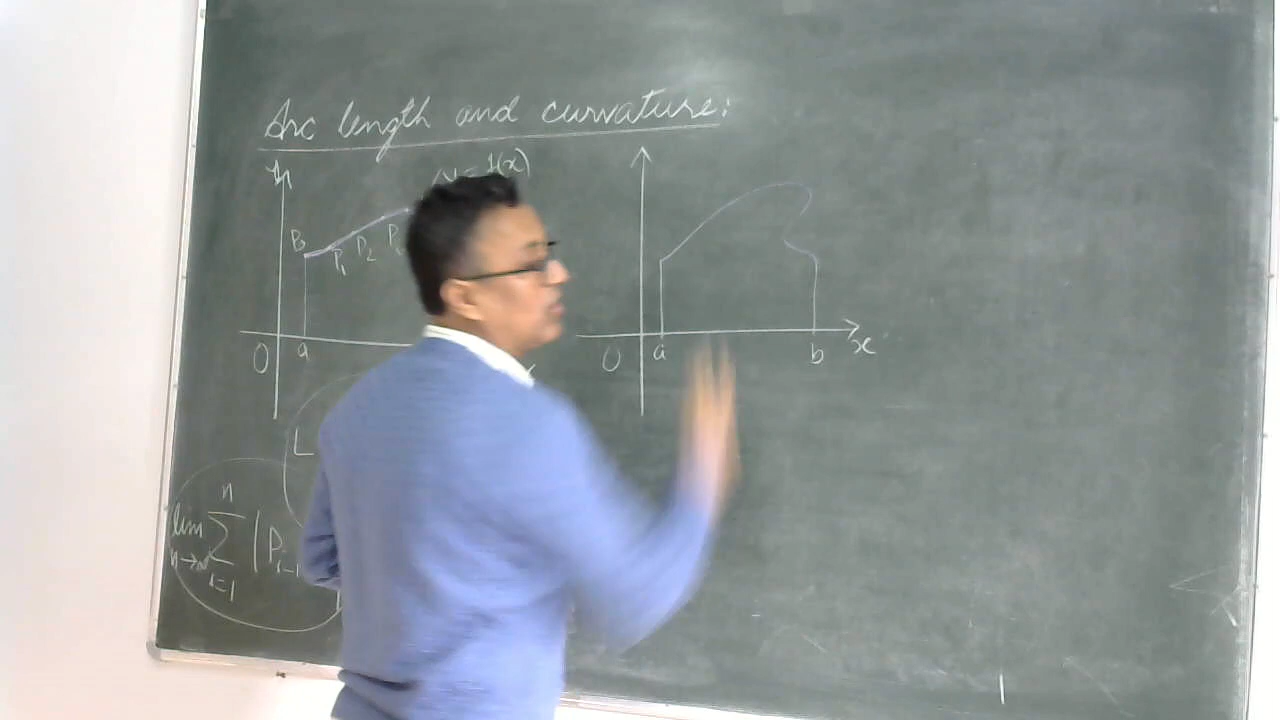 Arc length and curvature:
y = f(x)
B
P1 P2 P
O a
O a b x
L
lim n→∞ n Σ i=1 |Pi-1